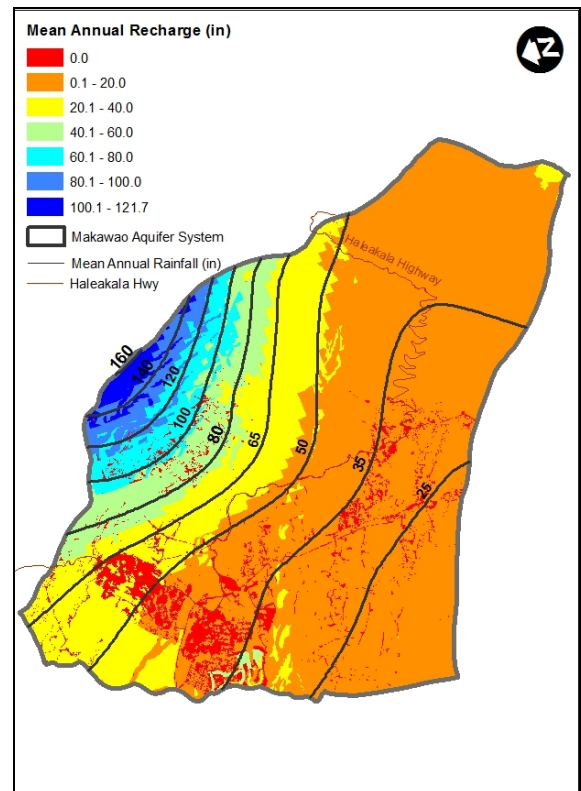 Mean Annual Recharge (in)
0.0
0.1 - 20.0
20.1 - 40.0
40.1 - 60.0
60.1 - 80.0
80.1 - 100.0
100.1 - 121.7
Makawao Aquifer System
Mean Annual Rainfall (in)
Haleakala Hwy
Z
Haleakala Highway
160
140
120
100
80
65
50
35
25